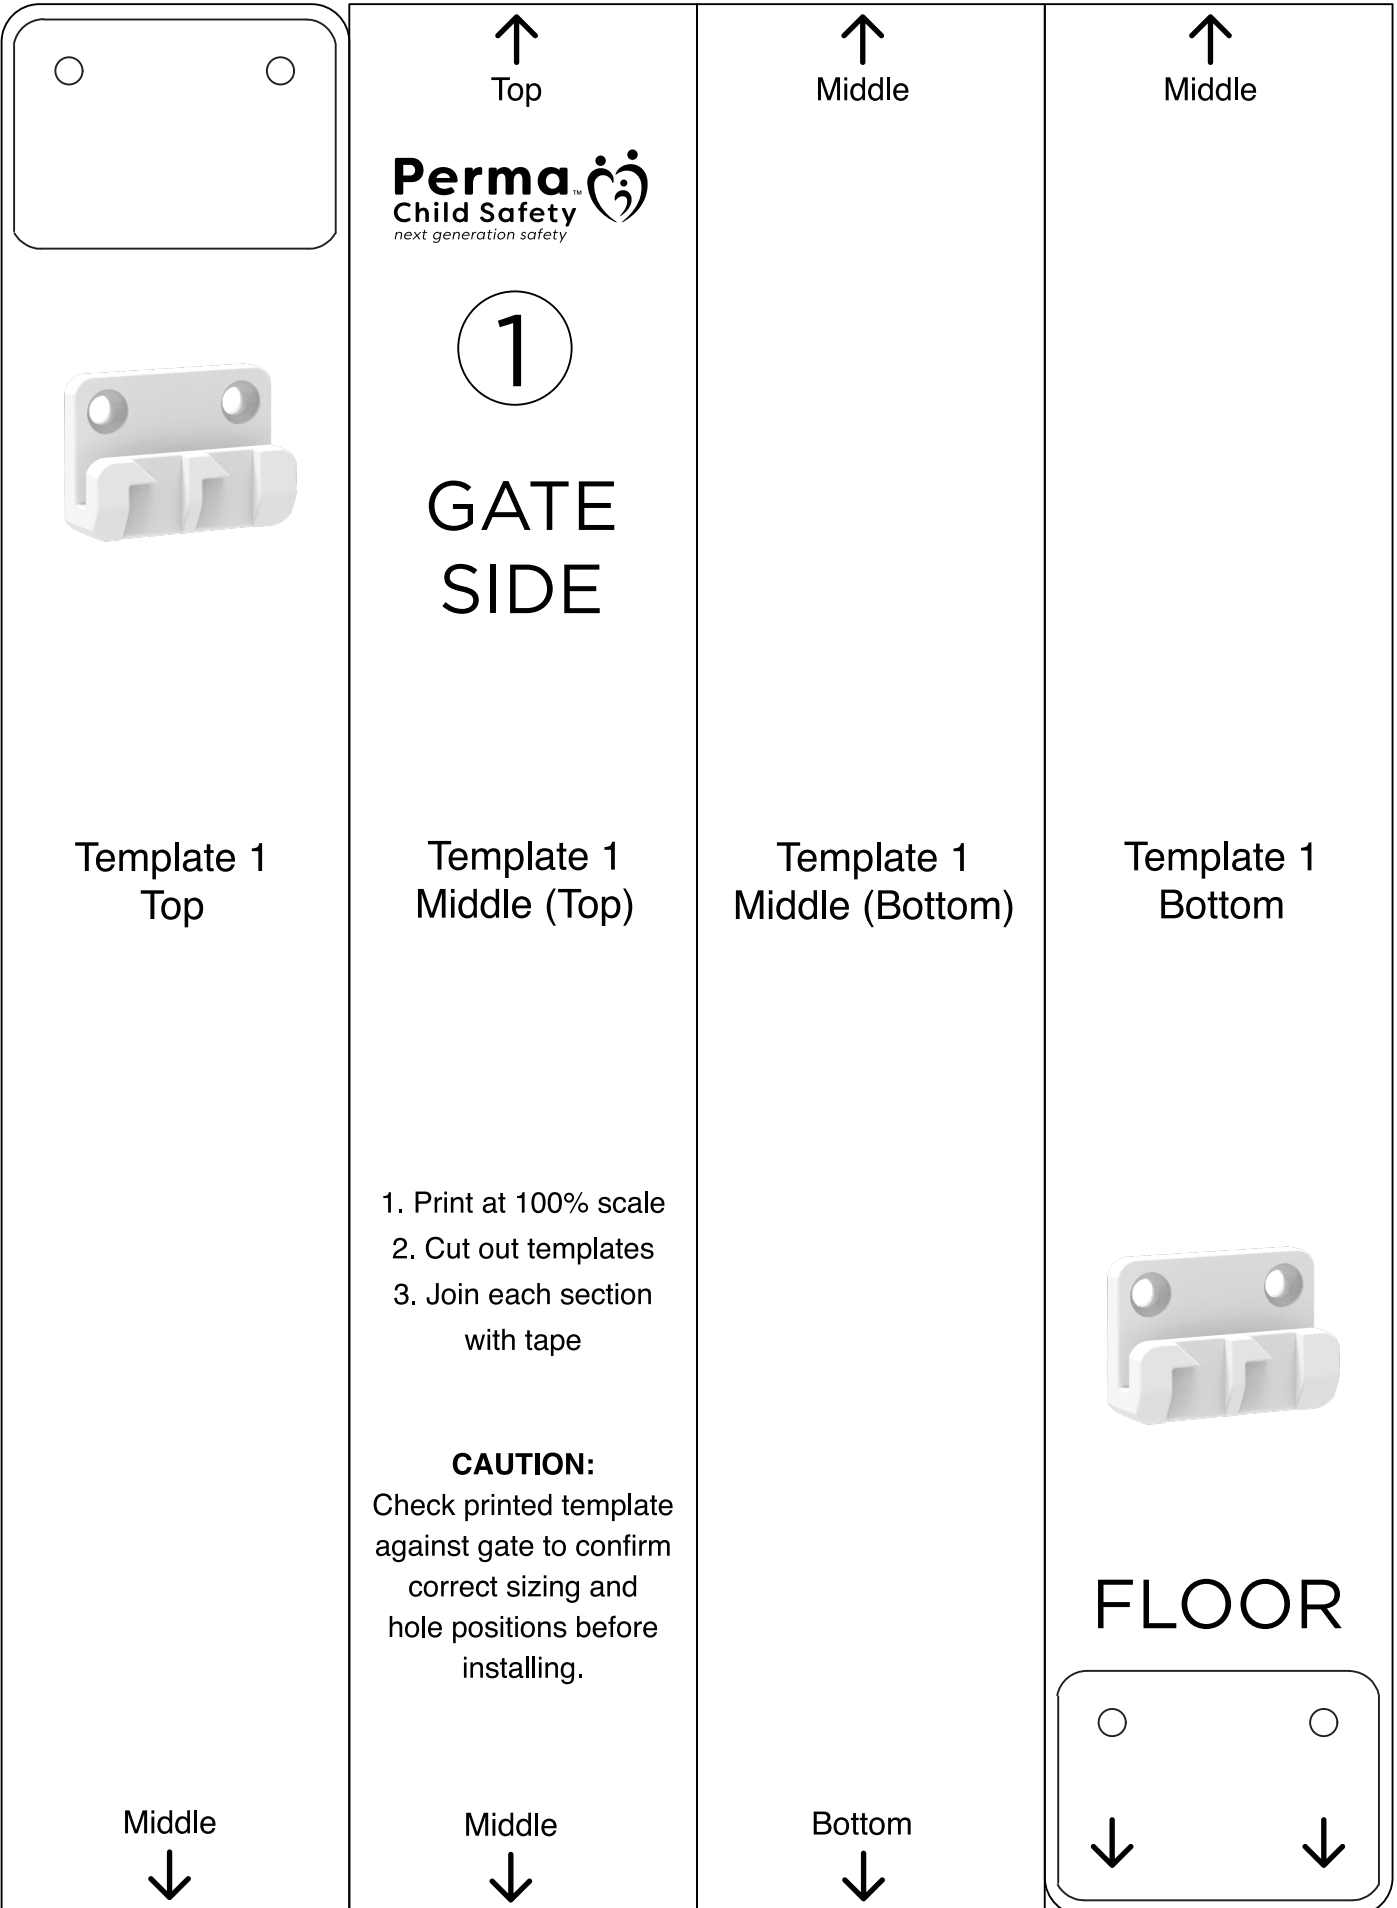 Template 1
Top
Middle
Top
Perma™
Child Safety
next generation safety
1
GATE
SIDE
Template 1
Middle (Top)
1. Print at 100% scale
2. Cut out templates
3. Join each section
with tape
CAUTION:
Check printed template
against gate to confirm
correct sizing and
hole positions before
installing.
Middle
Middle
Template 1
Middle (Bottom)
Bottom
Middle
Template 1
Bottom
FLOOR